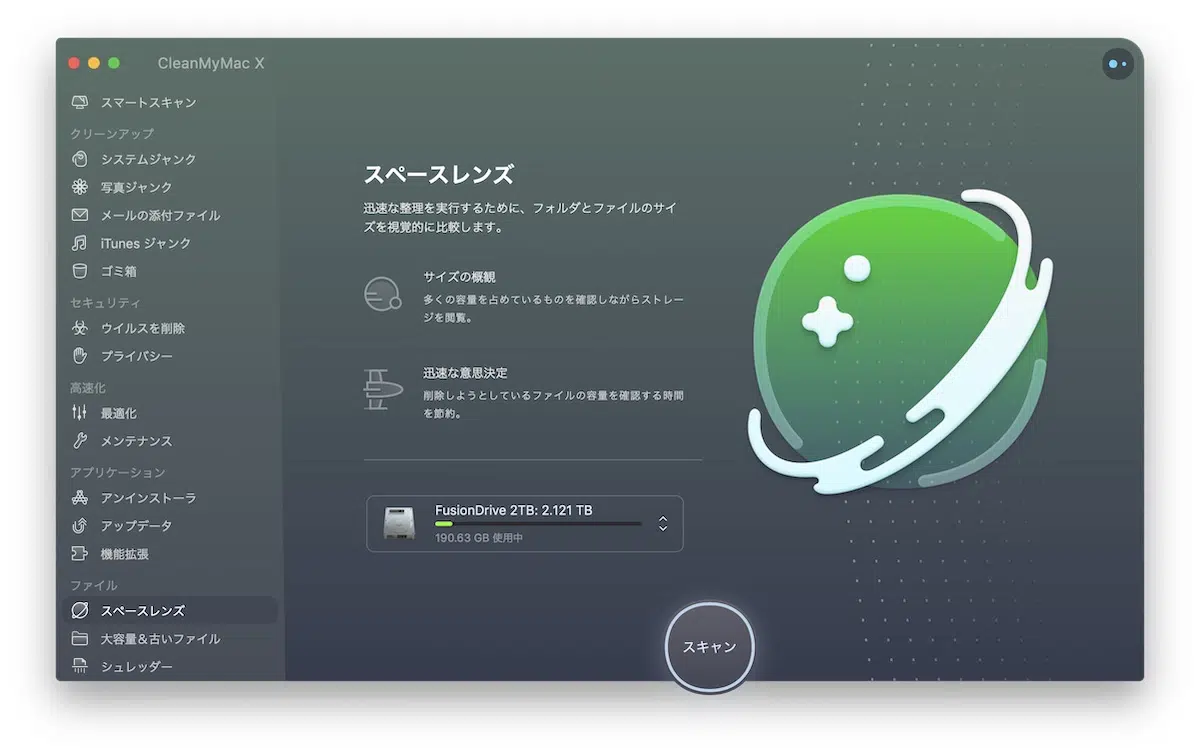 CleanMyMac X
スマートスキャン
クリーンアップ
システムジャンク
写真ジャンク
メールの添付ファイル
iTunes ジャンク
ゴミ箱
セキュリティ
ウイルスを削除
プライバシー
高速化
最適化
メンテナンス
アプリケーション
アンインストーラ
アップデータ
機能拡張
ファイル
スペースレンズ
大容量＆古いファイル
シュレッダー
スペースレンズ
迅速な整理を実行するために、フォルダとファイルのサイ
ズを視覚的に比較します。
サイズの概観
多くの容量を占めているものを確認しながらストレー
ジを閲覧。
迅速な意思決定
削除しようとしているファイルの容量を確認する時間
を節約。
FusionDrive 2TB: 2.121 TB
190.63 GB 使用中
スキャン